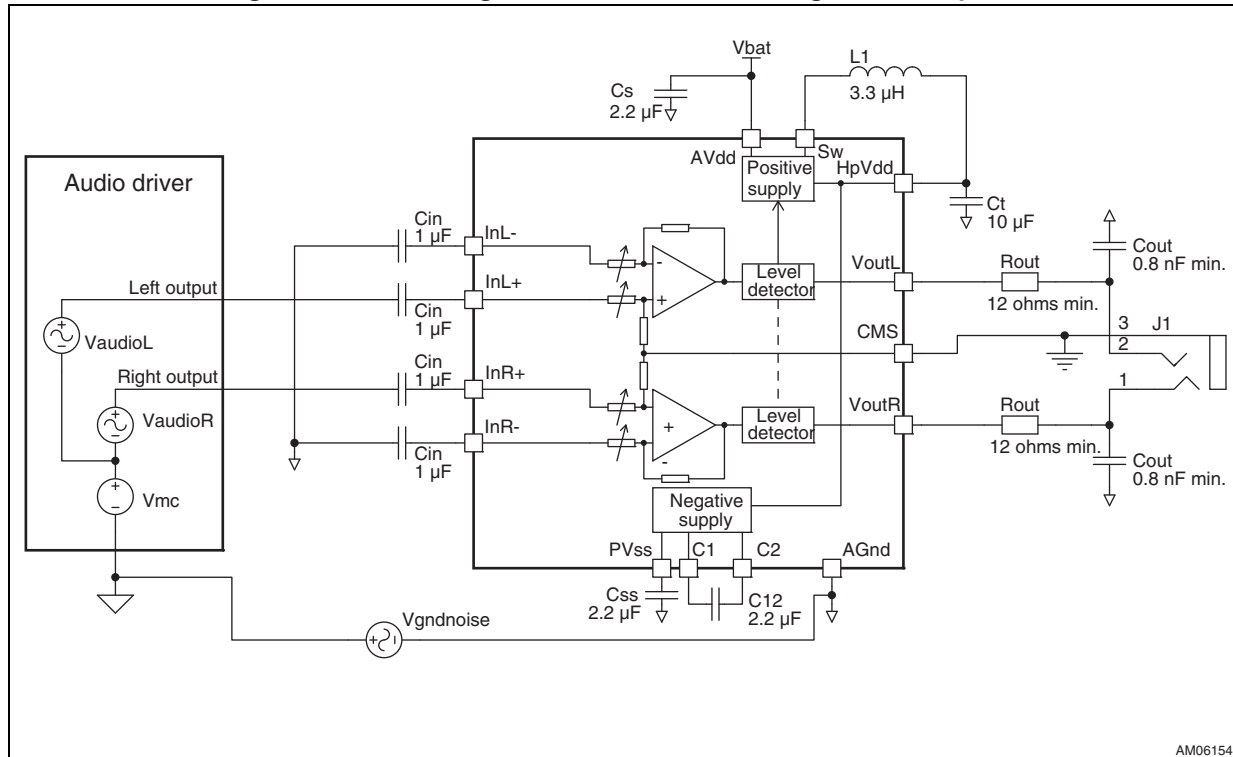 Vbat
L1
3.3 µH
Cs
2.2 µF
AVdd
Sw
HpVdd
Positive
supply
Ct
10 µF
Audio driver
Cin
1 µF
InL-
-
Left output
InL+
+
Cin
1 µF
VaudioL
Level
detector
VoutL
Rout
12 ohms min.
Cout
0.8 nF min.
CMS
3
J1
2
1
Right output
Cin
1 µF
InR+
VaudioR
InR-
Cin
1 µF
+
-
Level
detector
VoutR
Rout
12 ohms min.
Cout
0.8 nF min.
Vmc
Negative
supply
PVss
C1
C2
AGnd
Css
2.2 µF
C12
2.2 µF
Vgndnoise
AM06154